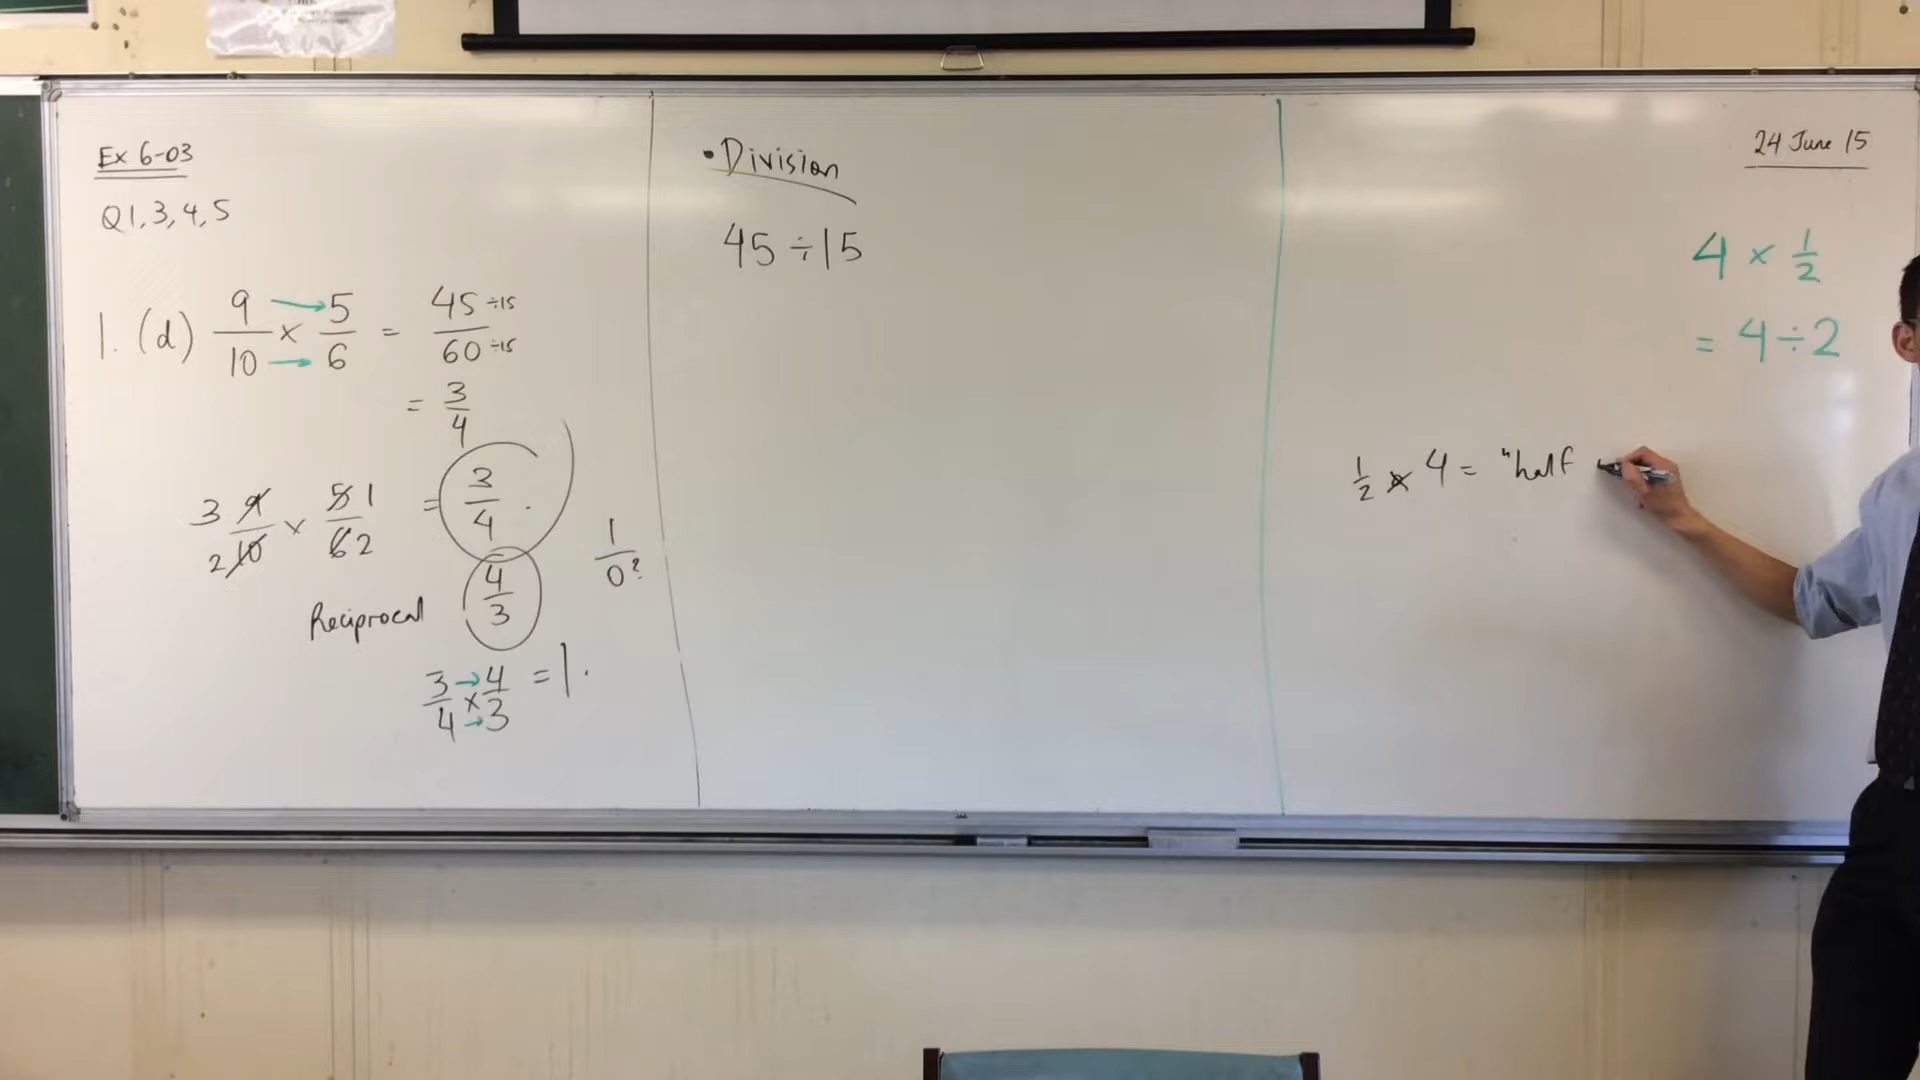 Ex 6-03
Q1, 3, 4, 5
1. (d) 9/10 × 5/6 = 45÷15/60÷15
= 3/4
3 9/2 10 × 5 1/6 2 = 3/4.
Reciprocal 4/3
3/4 × 4/3 = 1.
1/0?
• Division
45 ÷ 15
24 June 15
4 × 1/2
= 4 ÷ 2
1/2 × 4 = "half